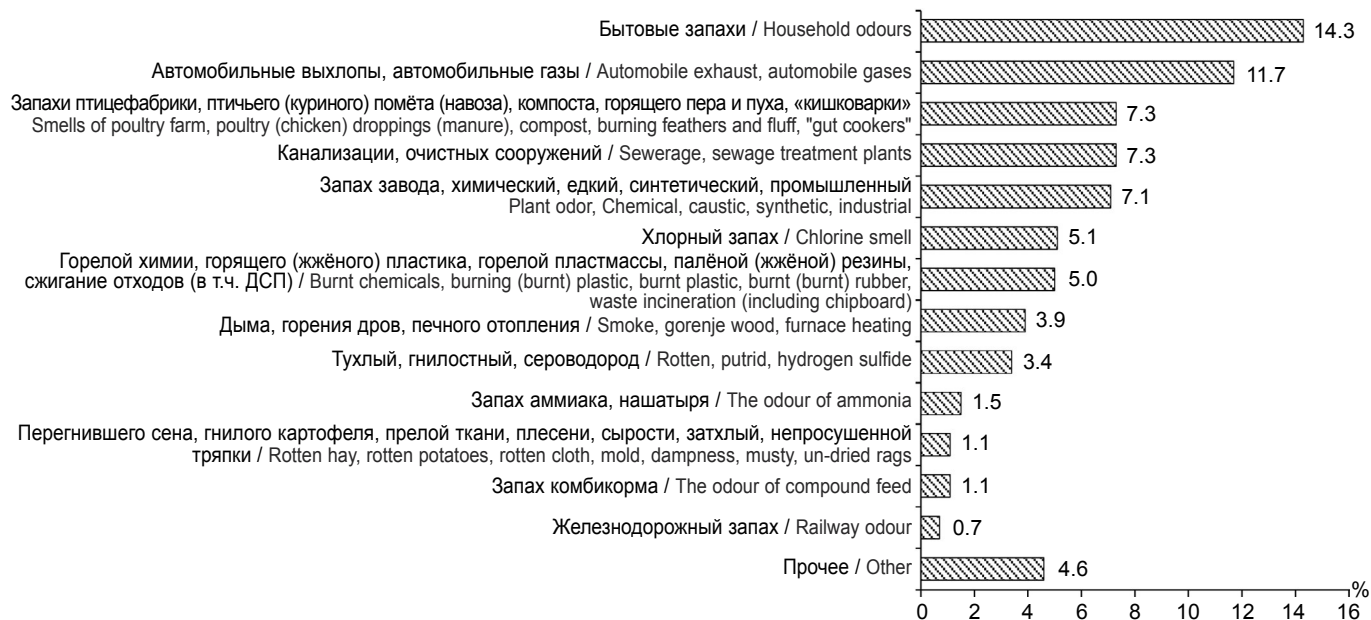 Бытовые запахи / Household odours
14.3
Автомобильные выхлопы, автомобильные газы / Automobile exhaust, automobile gases
11.7
Запахи птицефабрики, птичьего (куриного) помёта (навоза), компоста, горящего пера и пуха, «кишковарки»
Smells of poultry farm, poultry (chicken) droppings (manure), compost, burning feathers and fluff, "gut cookers"
7.3
Канализации, очистных сооружений / Sewerage, sewage treatment plants
7.3
Запах завода, химический, едкий, синтетический, промышленный
Plant odor, Chemical, caustic, synthetic, industrial
7.1
Хлорный запах / Chlorine smell
5.1
Горелой химии, горящего (жжёного) пластика, горелой пластмассы, палёной (жжёной) резины,
сжигание отходов (в т.ч. ДСП) / Burnt chemicals, burning (burnt) plastic, burnt plastic, burnt (burnt) rubber,
waste incineration (including chipboard)
5.0
Дыма, горения дров, печного отопления / Smoke, gorenje wood, furnace heating
3.9
Тухлый, гнилостный, сероводород / Rotten, putrid, hydrogen sulfide
3.4
Запах аммиака, нашатыря / The odour of ammonia
1.5
Перегнившего сена, гнилого картофеля, прелой ткани, плесени, сырости, затхлый, непросушенной
тряпки / Rotten hay, rotten potatoes, rotten cloth, mold, dampness, musty, un-dried rags
1.1
Запах комбикорма / The odour of compound feed
1.1
Железнодорожный запах / Railway odour
0.7
Прочее / Other
4.6
%
0 2 4 6 8 10 12 14 16